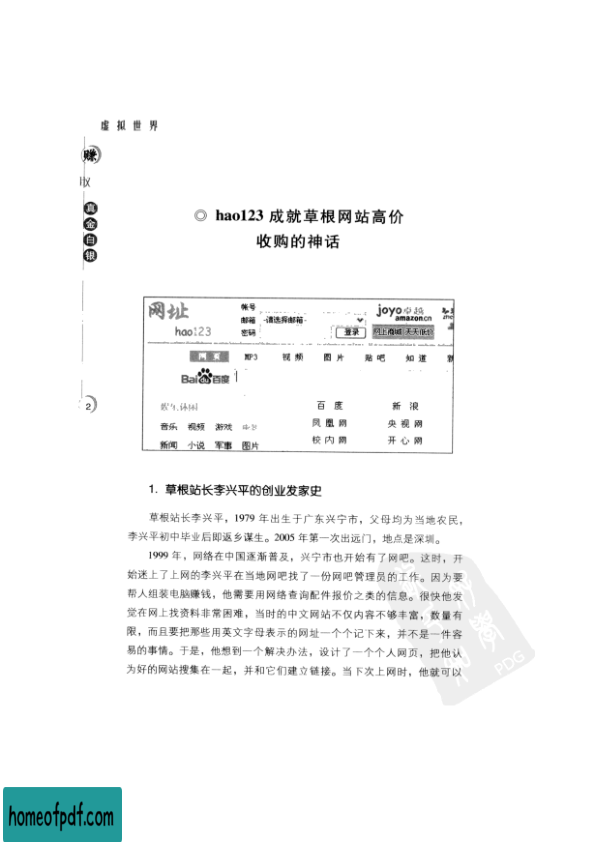 虚拟世界
赚
取
真
金
白
银
◎ hao123 成就草根网站高价
收购的神话
网址
hao123
帐号
邮箱 -请选择邮箱-
密码
登录
joyo 卓越
amazon.cn
网上商城 天天低价
网页 MP3 视频 图片 贴吧 知道
Bai du 百度
娱乐休闲
百度 新浪
音乐 视频 游戏
凤凰网 央视网
新闻 小说 军事 图片
校内网 开心网
2
1. 草根站长李兴平的创业发家史
草根站长李兴平，1979 年出生于广东兴宁市，父母均为当地农民，
李兴平初中毕业后即返乡谋生。2005 年第一次出远门，地点是深圳。
1999 年，网络在中国逐渐普及，兴宁市也开始有了网吧。这时，开
始迷上了上网的李兴平在当地网吧找了一份网吧管理员的工作。因为要
帮人组装电脑赚钱，他需要用网络查询配件报价之类的信息。很快他发
觉在网上找资料非常困难，当时的中文网站不仅内容不够丰富，数量有
限，而且要把那些用英文字母表示的网址一个个记下来，并不是一件容
易的事情。于是，他想到一个解决办法，设计了一个个人网页，把他认
为好的网站搜集在一起，并和它们建立链接。当下次上网时，他就可以
PDG
homeofpdf.com